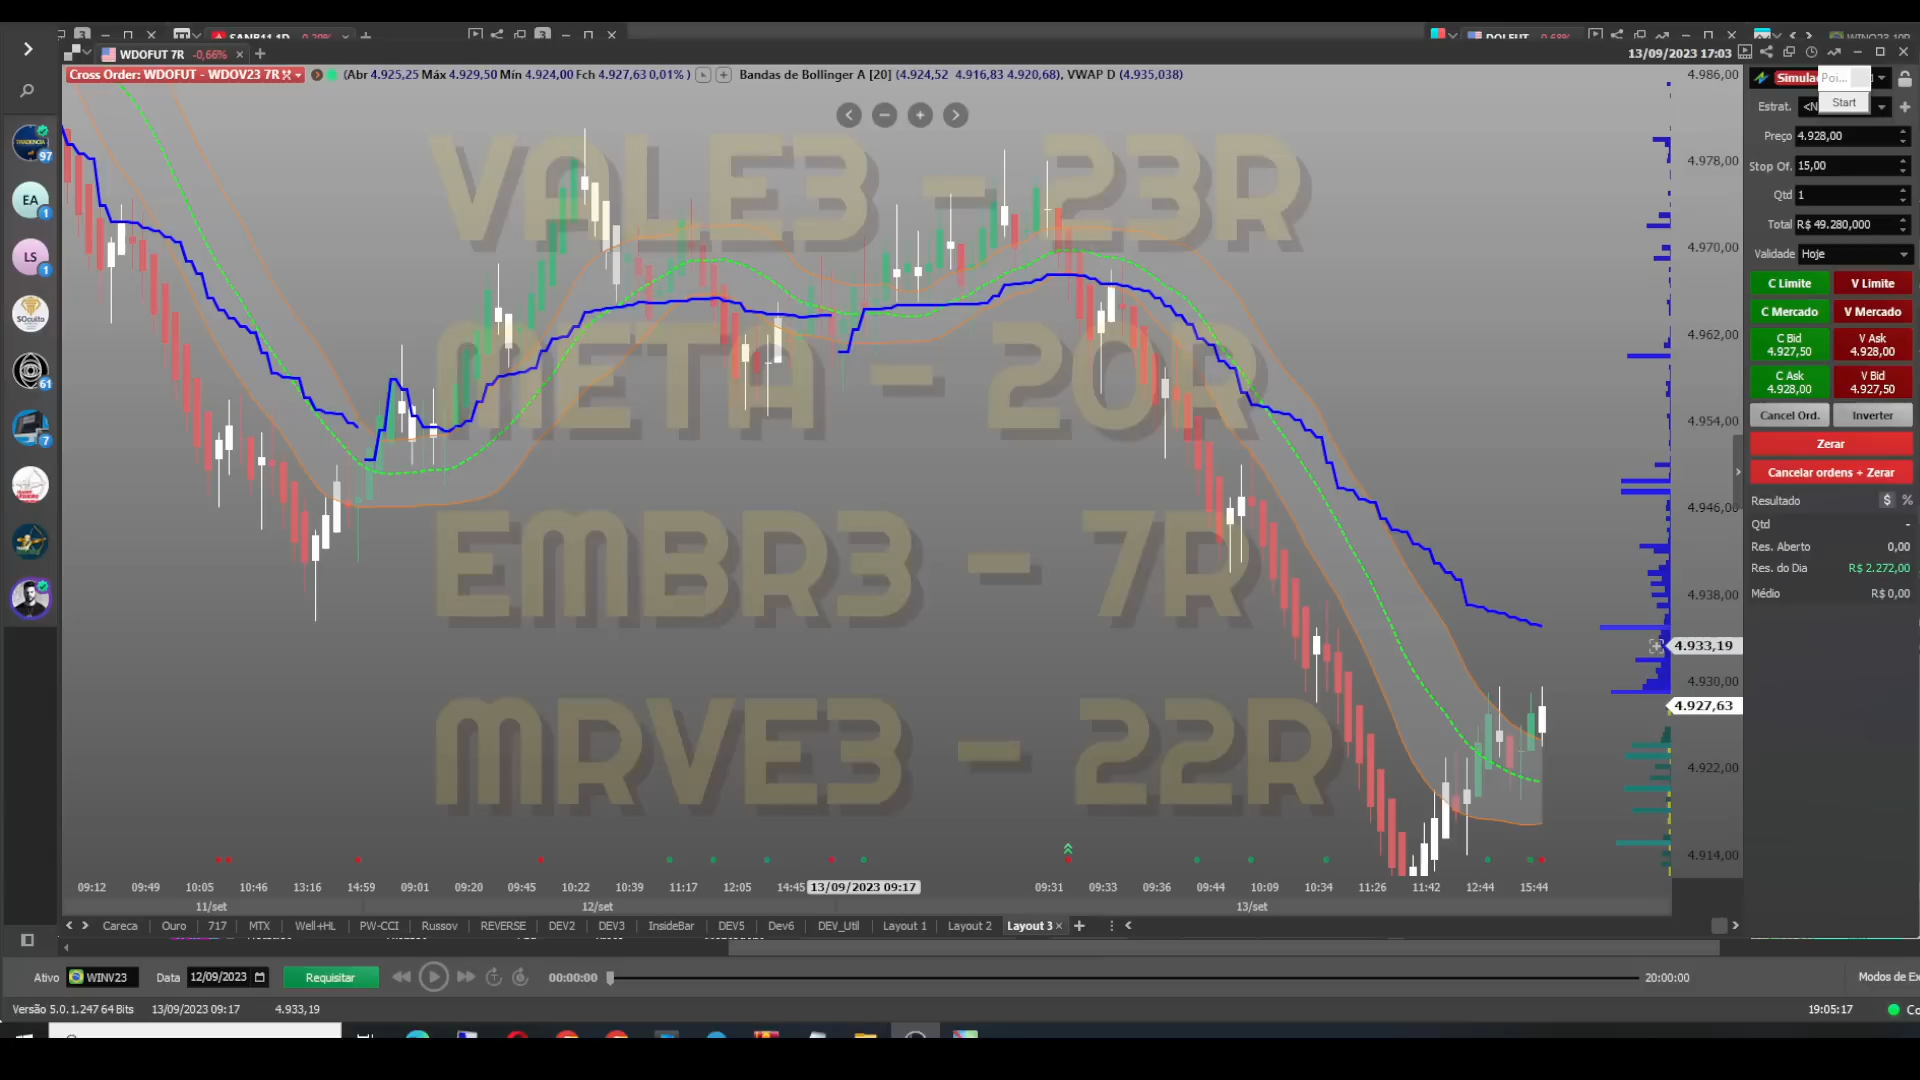 WDOFUT 7R -0,66%
13/09/2023 17:03
Cross Order: WDOFUT - WDOV23 7R
(Abr 4.925,25 Máx 4.929,50 Mín 4.924,00 Fch 4.927,63 0,01% )
Bandas de Bollinger A [20] (4.924,52 4.916,83 4.920,68), VWAP D (4.935,038)
VALE3 - 23R
META - 20R
EMBR3 - 7R
MRVE3 - 22R
4.986,00
4.978,00
4.970,00
4.962,00
4.954,00
4.946,00
4.938,00
4.933,19
4.930,00
4.927,63
4.922,00
4.914,00
Poi...
Start
Estrat.
Preço 4.928,00
Stop Of. 15,00
Qtd 1
Total R$ 49.280,000
Validade Hoje
C Limite V Limite
C Mercado V Mercado
C Bid V Ask
4.927,50 4.928,00
C Ask V Bid
4.928,00 4.927,50
Cancel Ord. Inverter
Zerar
Cancelar ordens + Zerar
Resultado $ %
Qtd -
Res. Aberto 0,00
Res. do Dia R$ 2.272,00
Médio R$ 0,00
97
EA 1
LS 1
61
7
09:12 09:49 10:05 10:46 13:16 14:59 09:01 09:20 09:45 10:22 10:39 11:17 12:05 14:45 13/09/2023 09:17 09:31 09:33 09:36 09:44 10:09 10:34 11:26 11:42 12:44 15:44
11/set 12/set 13/set
Careca Ouro 717 MTX Well+HL PW-CCI Russov REVERSE DEV2 DEV3 InsideBar DEV5 Dev6 DEV_Util Layout 1 Layout 2 Layout 3
Ativo WINV23 Data 12/09/2023 Requisitar 00:00:00 20:00:00 Modos de Ex
Versão 5.0.1.247 64 Bits 13/09/2023 09:17 4.933,19 19:05:17